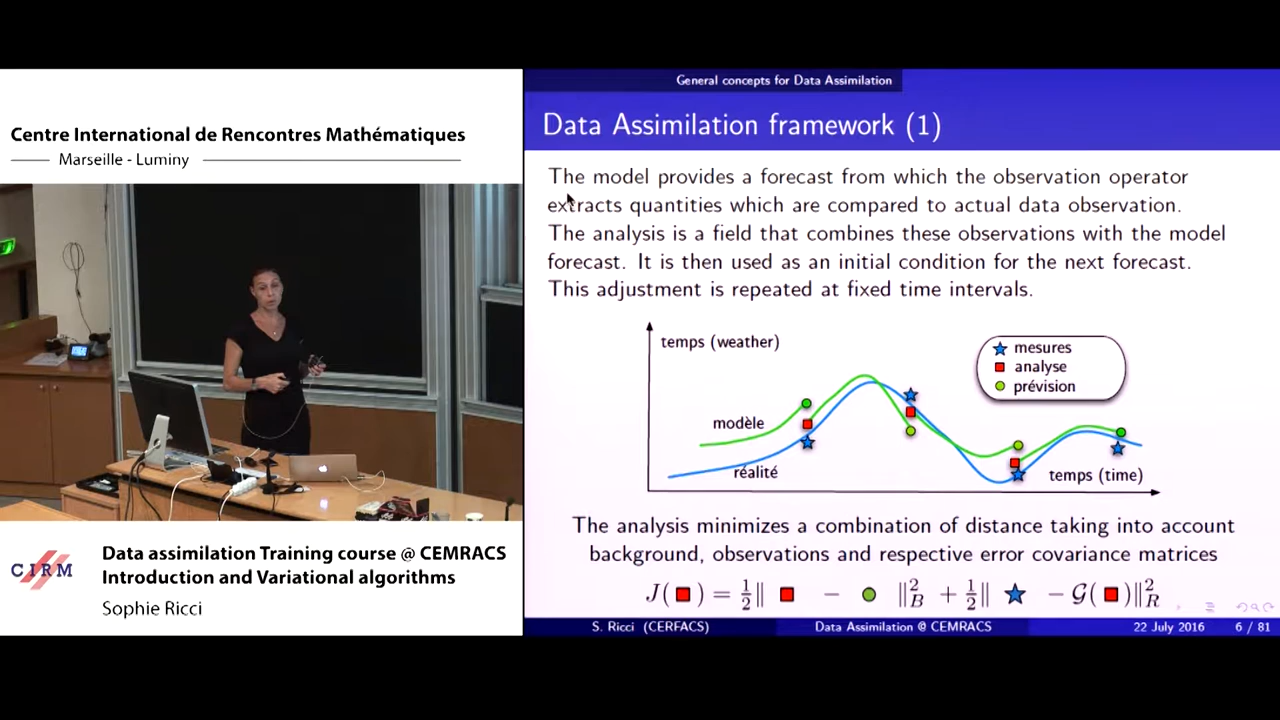 Centre International de Rencontres Mathématiques
Marseille - Luminy
CIRM
Data assimilation Training course @ CEMRACS
Introduction and Variational algorithms
Sophie Ricci
General concepts for Data Assimilation
Data Assimilation framework (1)
The model provides a forecast from which the observation operator
extracts quantities which are compared to actual data observation.
The analysis is a field that combines these observations with the model
forecast. It is then used as an initial condition for the next forecast.
This adjustment is repeated at fixed time intervals.
temps (weather)
mesures
analyse
prévision
modèle
réalité
temps (time)
The analysis minimizes a combination of distance taking into account
background, observations and respective error covariance matrices
J(■) = ½‖ ■ − ● ‖²_B + ½‖ ★ − 𝒢(■)‖²_R
S. Ricci (CERFACS)
Data Assimilation @ CEMRACS
22 July 2016
6 / 81